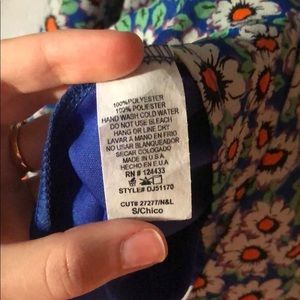 100%POLYESTER
100% POLIESTER
HAND WASH COLD WATER
DO NOT USE BLEACH
HANG OR LINE DRY
LAVAR A MANO EN FRIO
NO USAR BLANQUEADOR
SECAR COLOGADO
MADE IN U.S.A
HECHO EN E.U.A
RN # 124433
STYLE# DJ51170
CUT# 27277/N&L
S/Chico